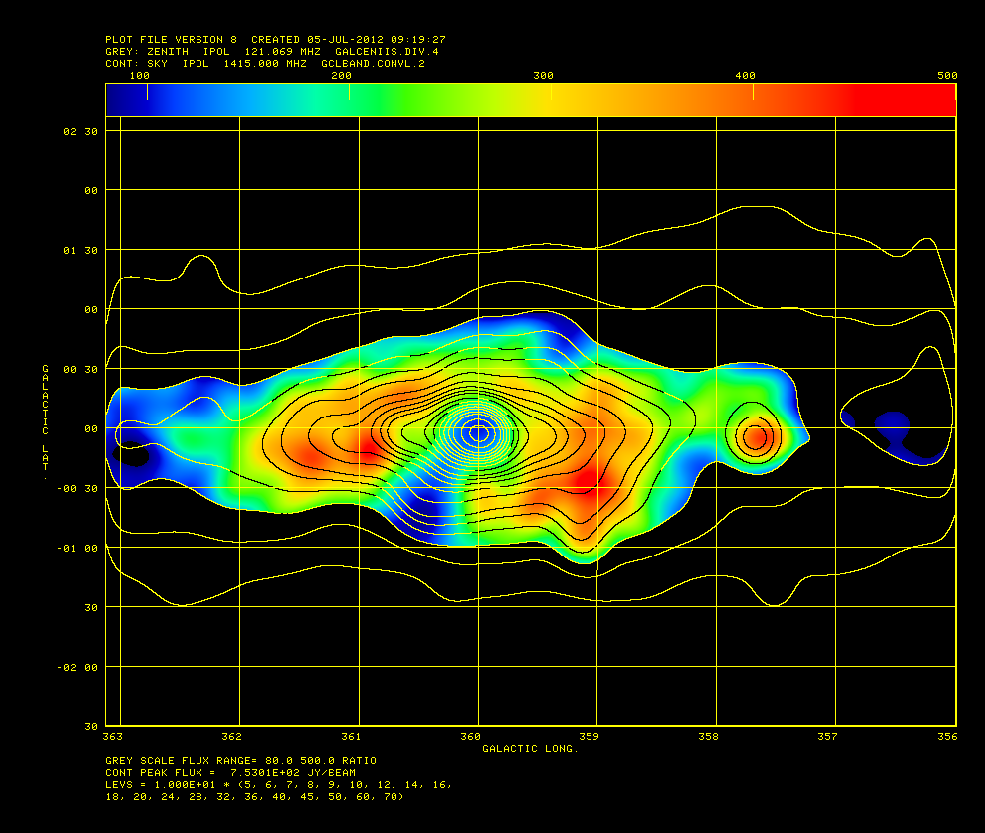 PLOT FILE VERSION 8 CREATED 05-JUL-2012 09:19:27
GREY: ZENITH IPOL 121.069 MHZ GALCENIIS.DIV.4
CONT: SKY IPOL 1415.000 MHZ GCLBAND.CONVL.2
100 200 300 400 500
02 30
00
01 30
00
00 30
00
-00 30
-01 00
30
-02 00
30
GALACTIC LAT.
363 362 361 360 359 358 357 356
GALACTIC LONG.
GREY SCALE FLUX RANGE= 80.0 500.0 RATIO
CONT PEAK FLUX = 7.5301E+02 JY/BEAM
LEVS = 1.000E+01 * (5, 6, 7, 8, 9, 10, 12. 14, 16,
18, 20, 24, 28, 32, 36, 40, 45, 50, 60, 70)